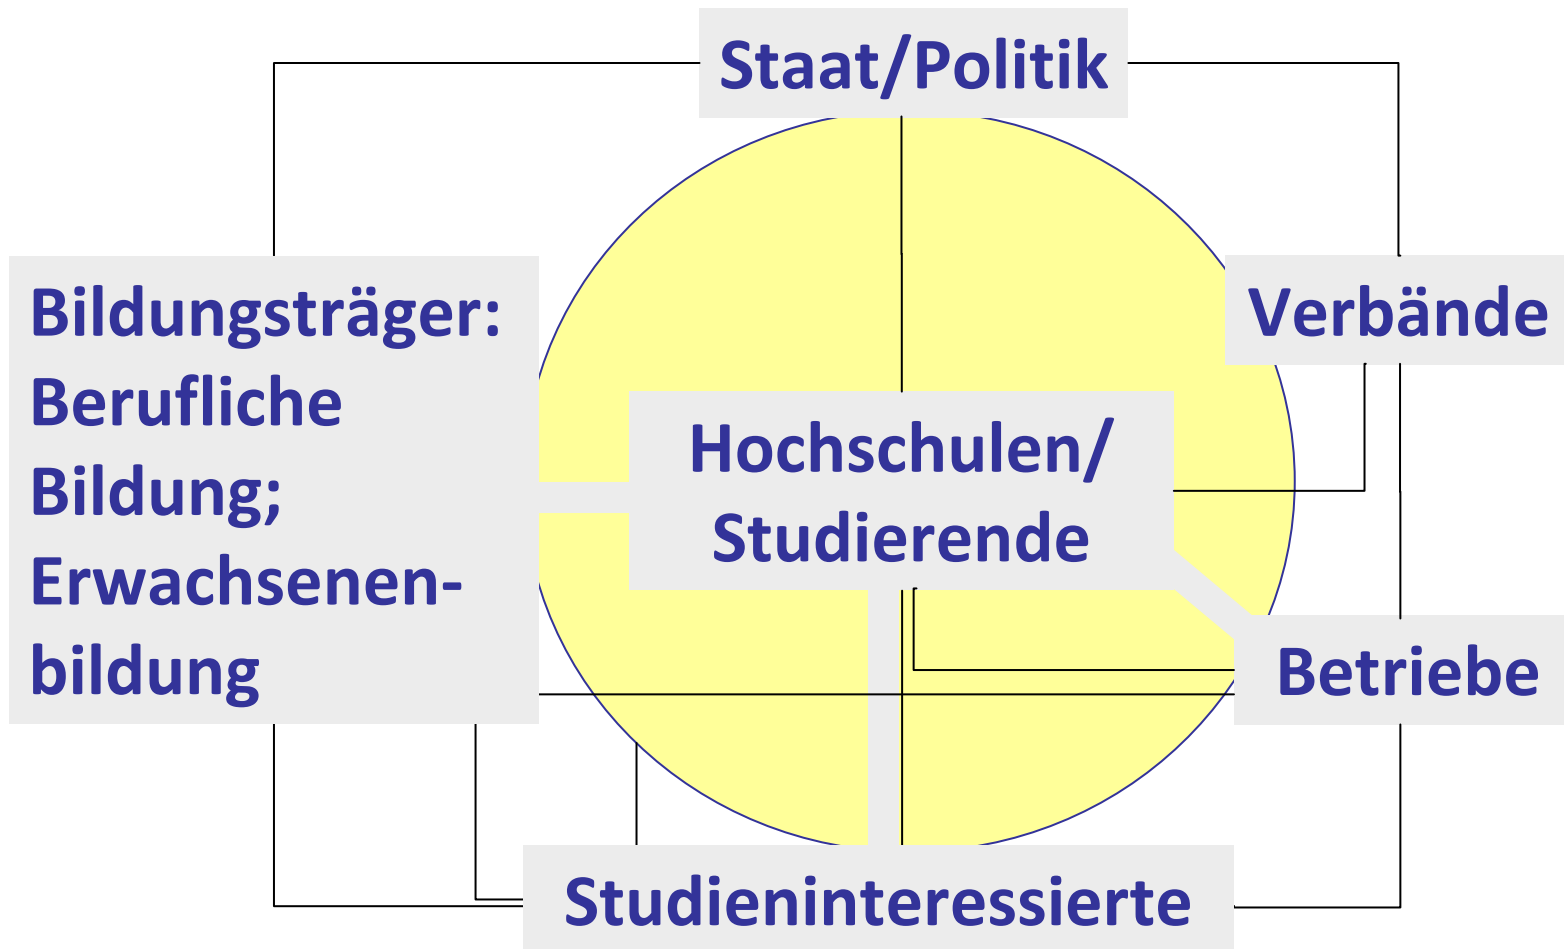 Staat/Politik
Bildungsträger:
Berufliche
Bildung;
Erwachsenen-
bildung
Verbände
Hochschulen/
Studierende
Betriebe
Studieninteressierte